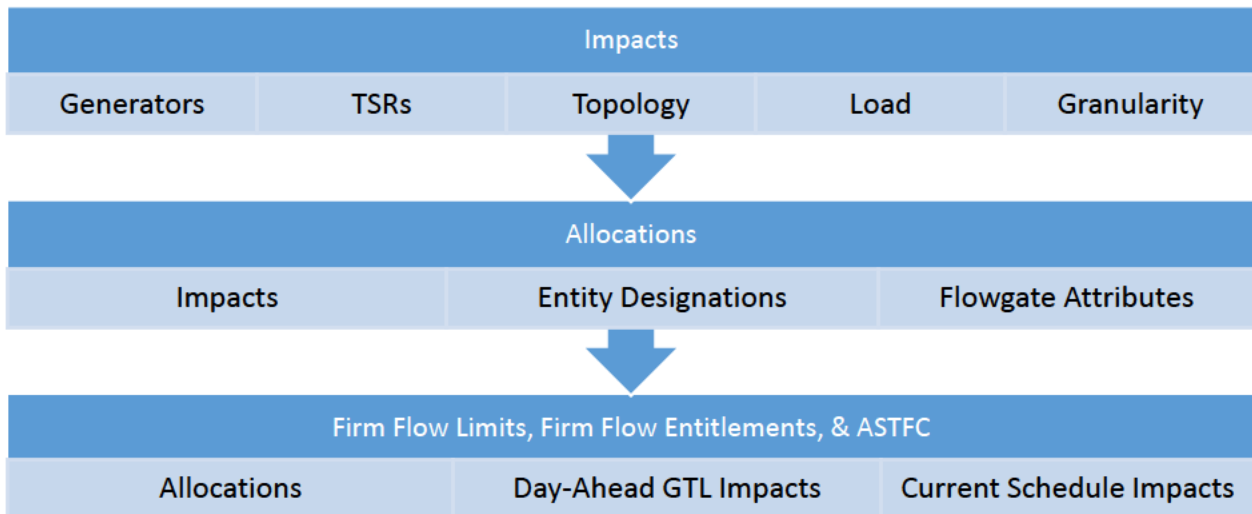 Impacts
Generators TSRs Topology Load Granularity
Allocations
Impacts Entity Designations Flowgate Attributes
Firm Flow Limits, Firm Flow Entitlements, & ASTFC
Allocations Day-Ahead GTL Impacts Current Schedule Impacts